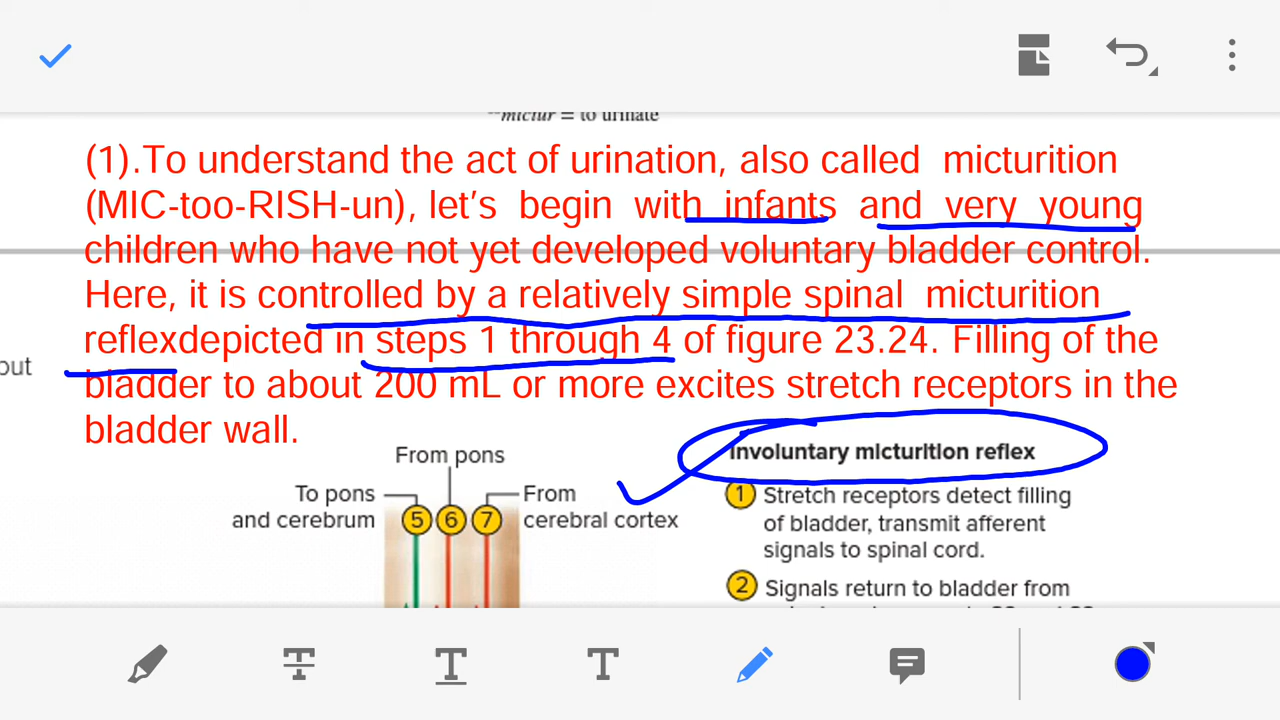 mictur = to urinate
(1).To understand the act of urination, also called micturition
(MIC-too-RISH-un), let's begin with infants and very young
children who have not yet developed voluntary bladder control.
Here, it is controlled by a relatively simple spinal micturition
reflexdepicted in steps 1 through 4 of figure 23.24. Filling of the
bladder to about 200 mL or more excites stretch receptors in the
bladder wall.
From pons
To pons
and cerebrum
From
cerebral cortex
5 6 7
Involuntary micturition reflex
1 Stretch receptors detect filling
of bladder, transmit afferent
signals to spinal cord.
2 Signals return to bladder from
T T T